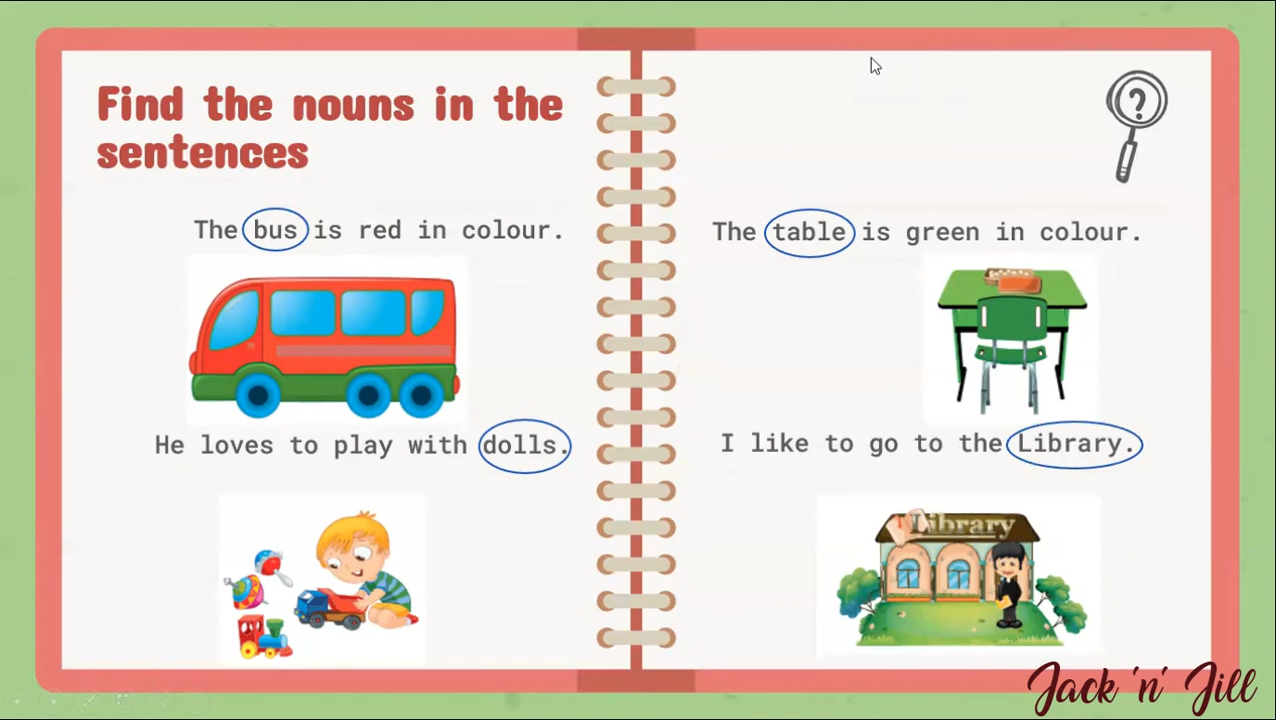 Find the nouns in the
sentences
The bus is red in colour.
He loves to play with dolls.
?
The table is green in colour.
I like to go to the Library.
Library
Jack 'n' Jill